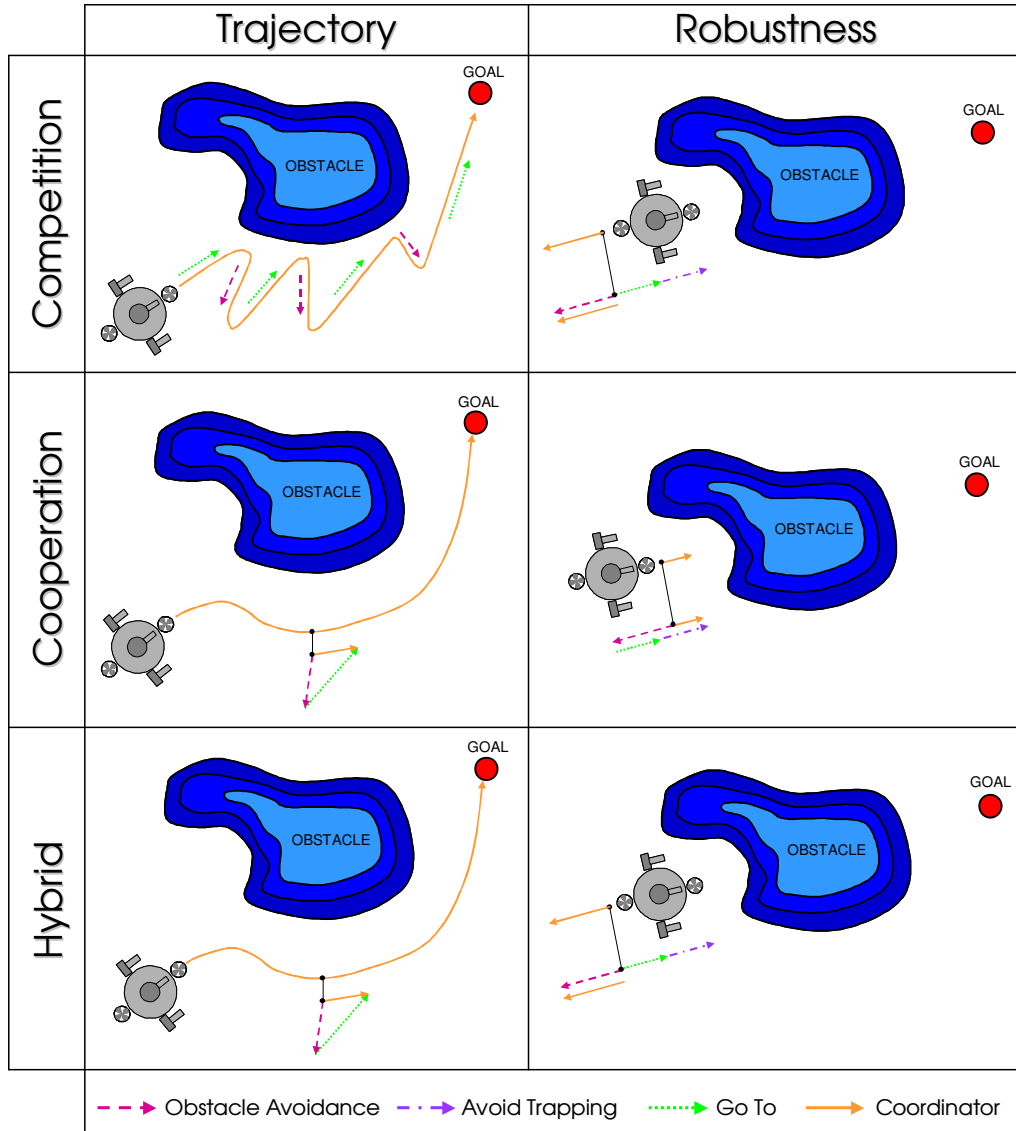 Trajectory
Robustness
Competition
GOAL
OBSTACLE
GOAL
OBSTACLE
Cooperation
GOAL
OBSTACLE
GOAL
OBSTACLE
Hybrid
GOAL
OBSTACLE
GOAL
OBSTACLE
Obstacle Avoidance
Avoid Trapping
Go To
Coordinator